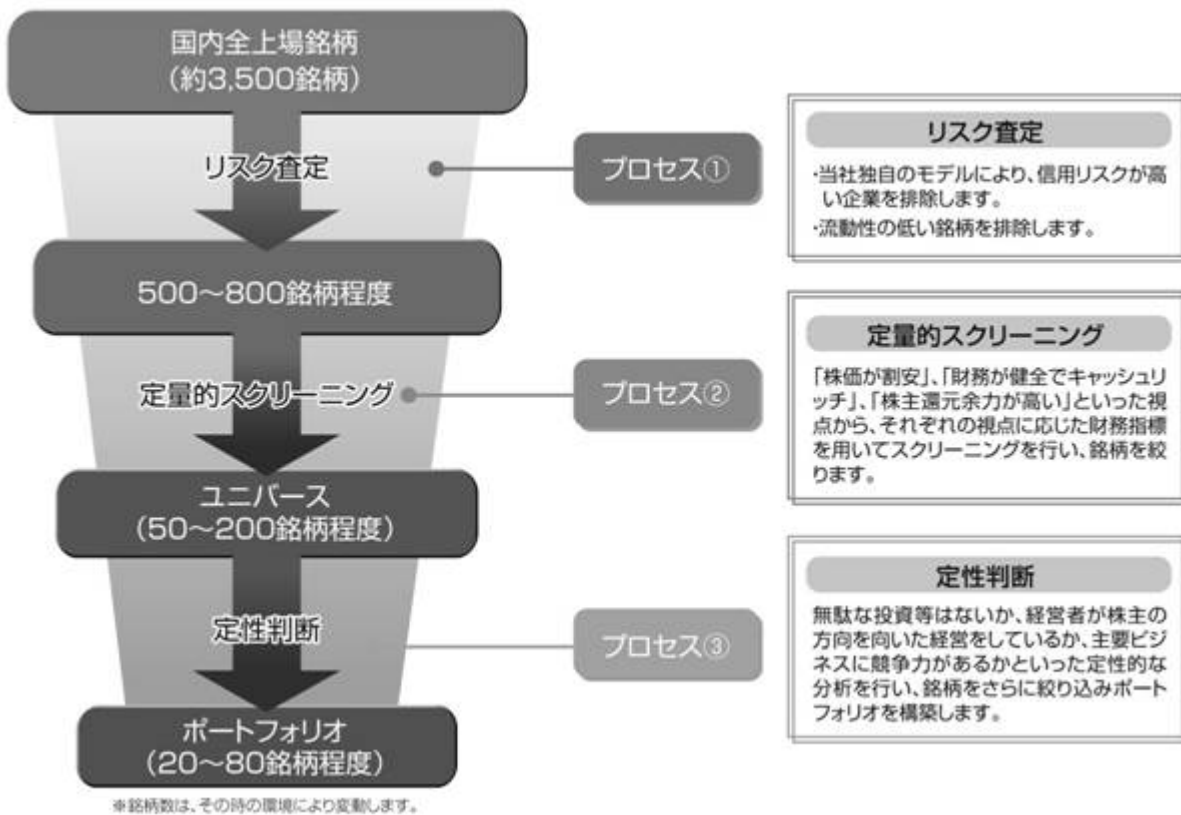 国内全上場銘柄
(約3,500銘柄)
リスク査定
プロセス①
リスク査定
・当社独自のモデルにより、信用リスクが高
い企業を排除します。
・流動性の低い銘柄を排除します。
500〜800銘柄程度
定量的スクリーニング
プロセス②
定量的スクリーニング
「株価が割安」、「財務が健全でキャッシュリ
ッチ」、「株主還元余力が高い」といった視
点から、それぞれの視点に応じた財務指標
を用いてスクリーニングを行い、銘柄を絞
ります。
ユニバース
(50〜200銘柄程度)
定性判断
プロセス③
定性判断
無駄な投資等はないか、経営者が株主の
方向を向いた経営をしているか、主要ビジ
ネスに競争力があるかといった定性的な
分析を行い、銘柄をさらに絞り込みポート
フォリオを構築します。
ポートフォリオ
(20〜80銘柄程度)
※銘柄数は、その時の環境により変動します。